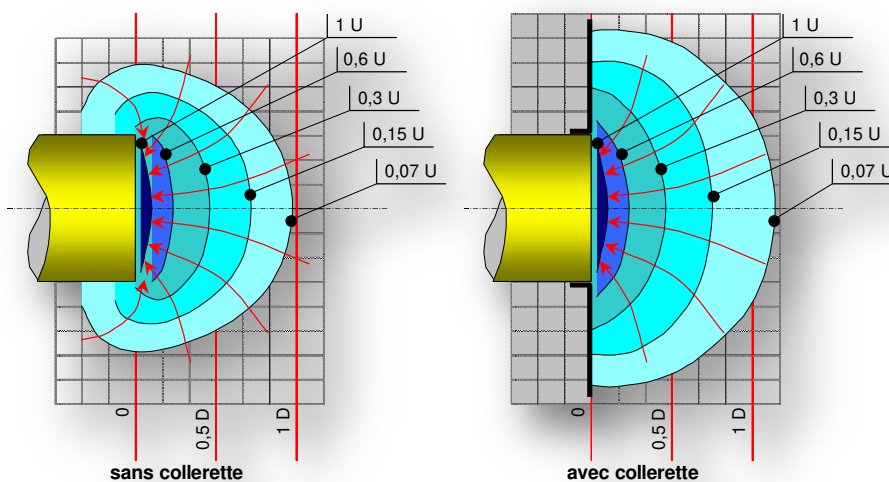 1 U
0,6 U
0,3 U
0,15 U
0,07 U
0
0,5 D
1 D
sans collerette
1 U
0,6 U
0,3 U
0,15 U
0,07 U
0
0,5 D
1 D
avec collerette